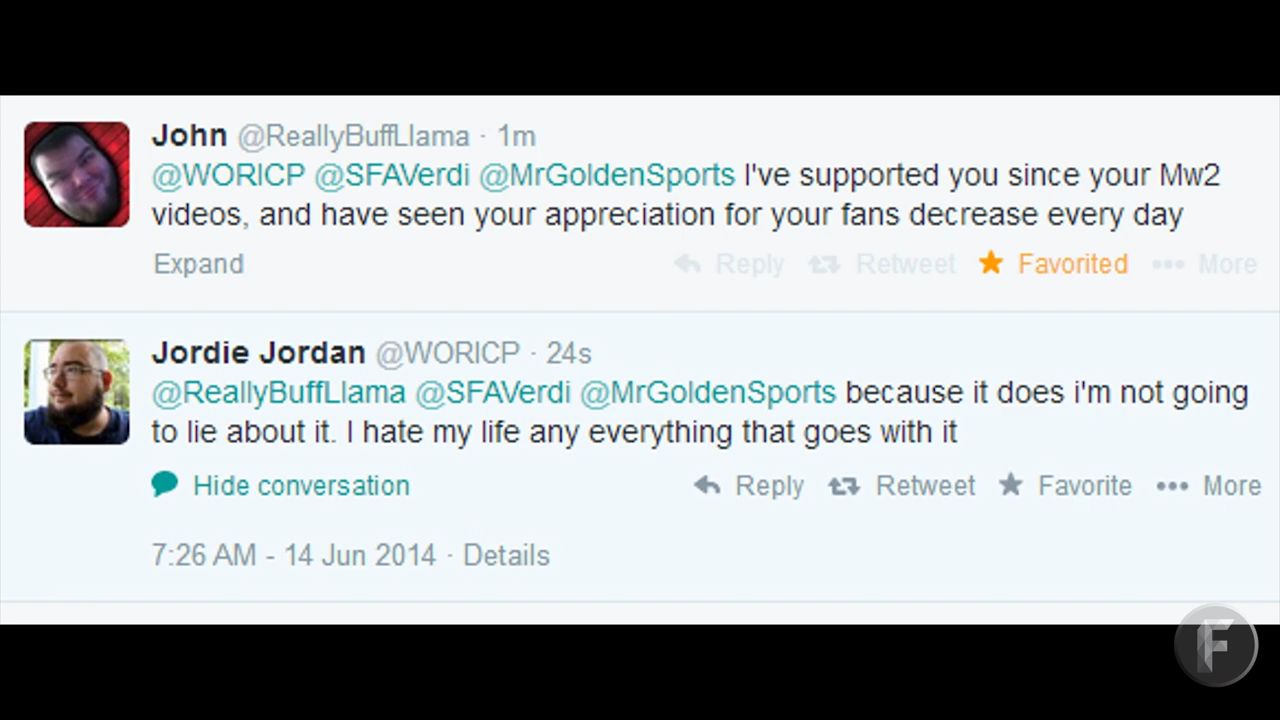 John @ReallyBuffLlama · 1m
@WORICP @SFAVerdi @MrGoldenSports I've supported you since your Mw2
videos, and have seen your appreciation for your fans decrease every day
Expand Reply Retweet Favorited More
Jordie Jordan @WORICP · 24s
@ReallyBuffLlama @SFAVerdi @MrGoldenSports because it does i'm not going
to lie about it. I hate my life any everything that goes with it
Hide conversation Reply Retweet Favorite More
7:26 AM - 14 Jun 2014 · Details
F